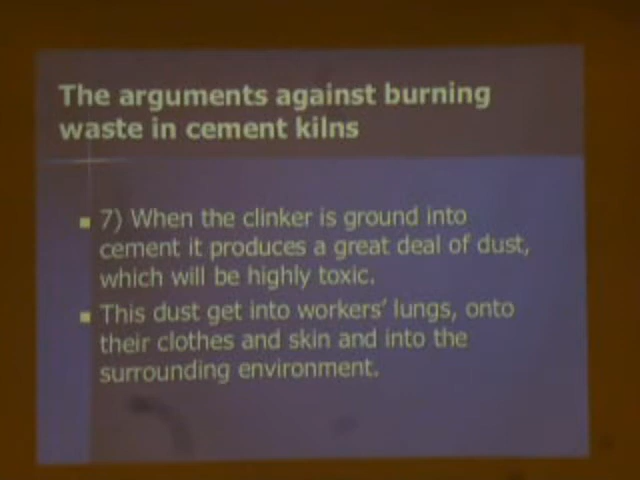 The arguments against burning
waste in cement kilns
7) When the clinker is ground into
cement it produces a great deal of dust,
which will be highly toxic.
This dust get into workers' lungs, onto
their clothes and skin and into the
surrounding environment.